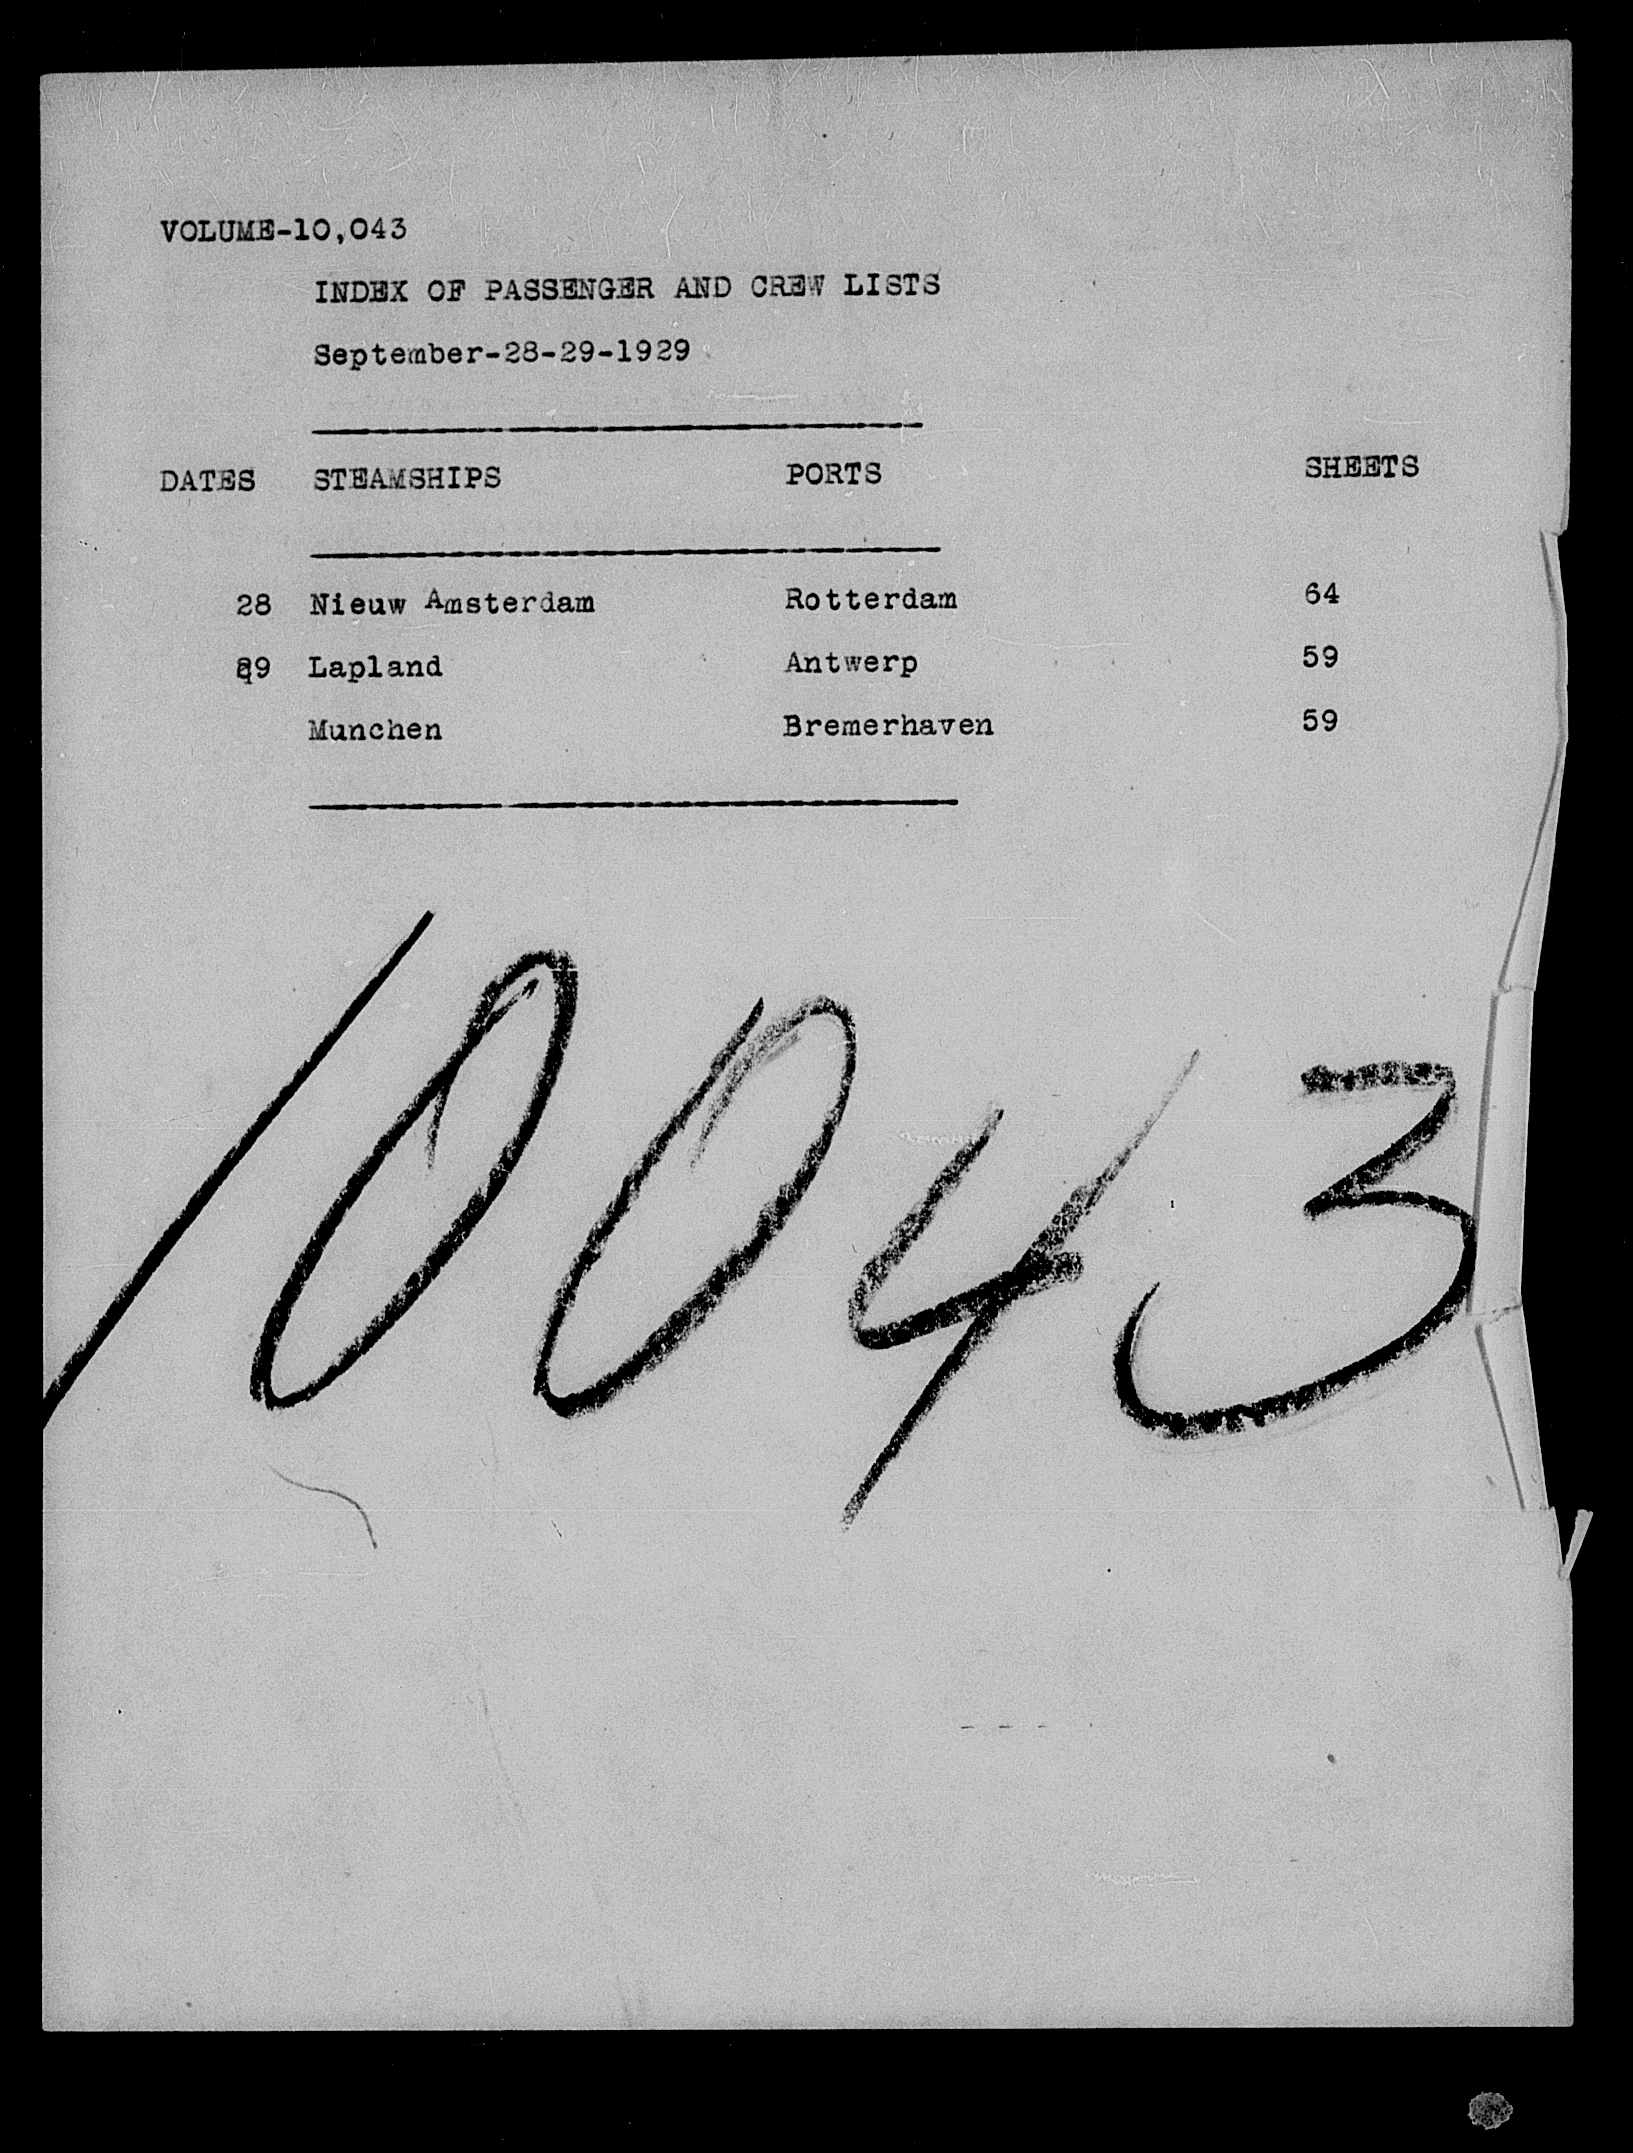 VOLUME-10,043
INDEX OF PASSENGER AND CREW LISTS
September-28-29-1929
DATES STEAMSHIPS PORTS SHEETS
28 Nieuw Amsterdam Rotterdam 64
29 Lapland Antwerp 59
Munchen Bremerhaven 59
10043